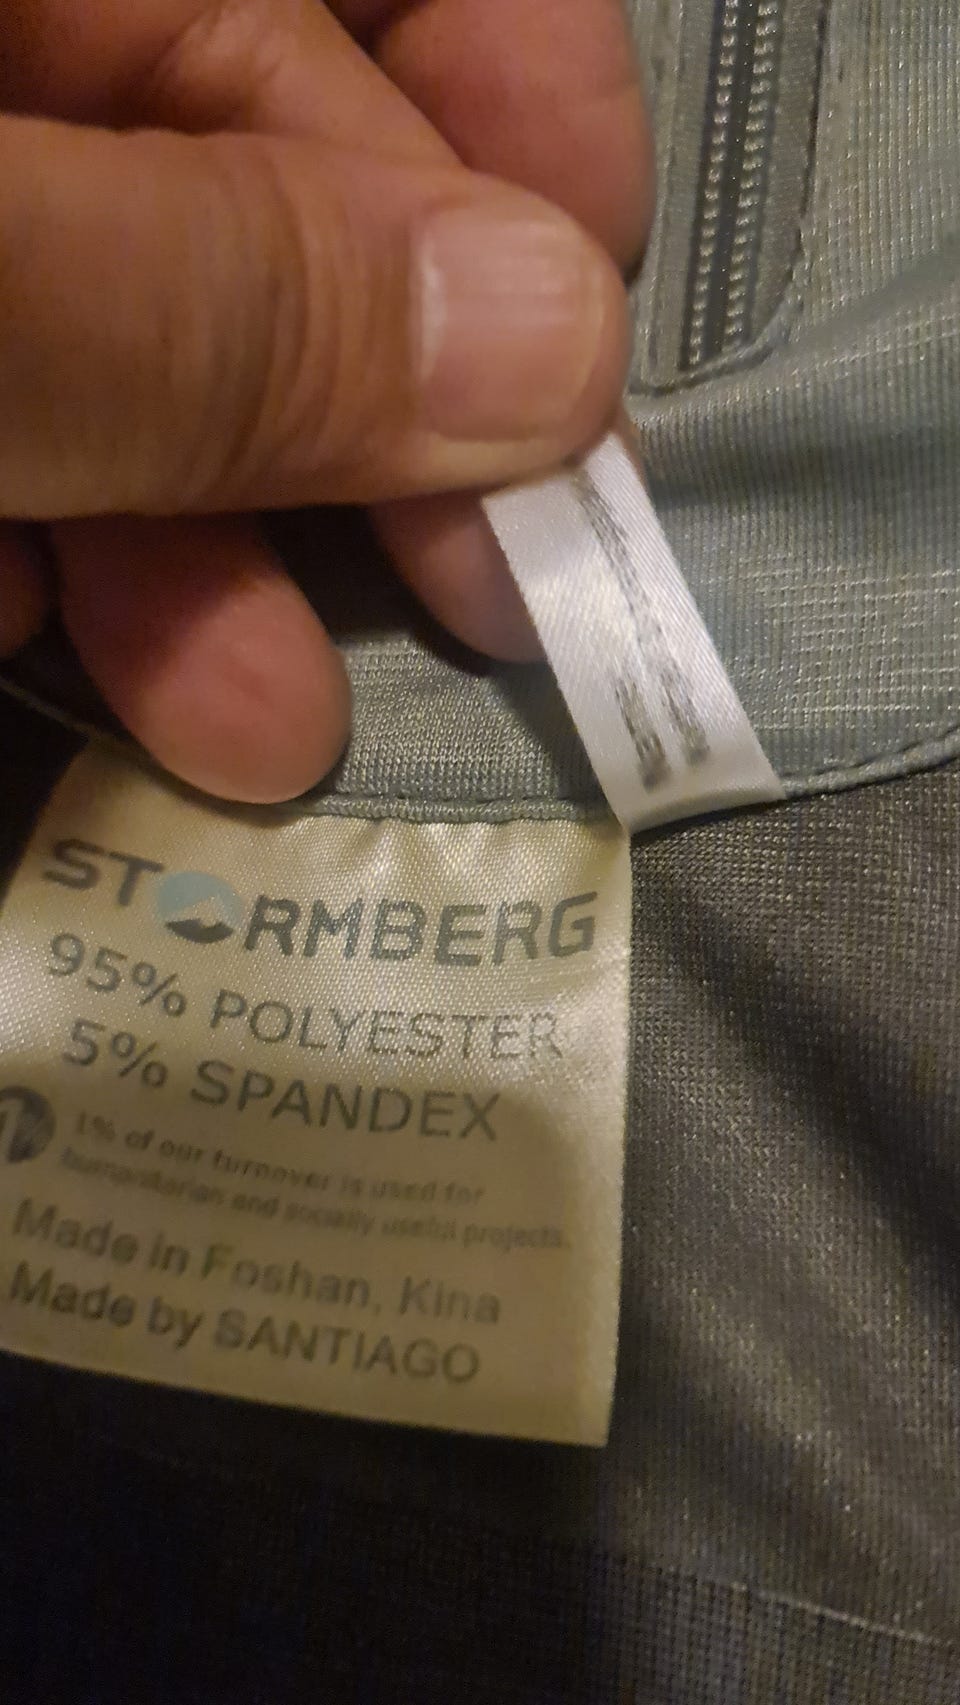 STORMBERG
95% POLYESTER
5% SPANDEX
1% of our turnover is used for
humanitarian and socially useful projects.
Made in Foshan, Kina
Made by SANTIAGO